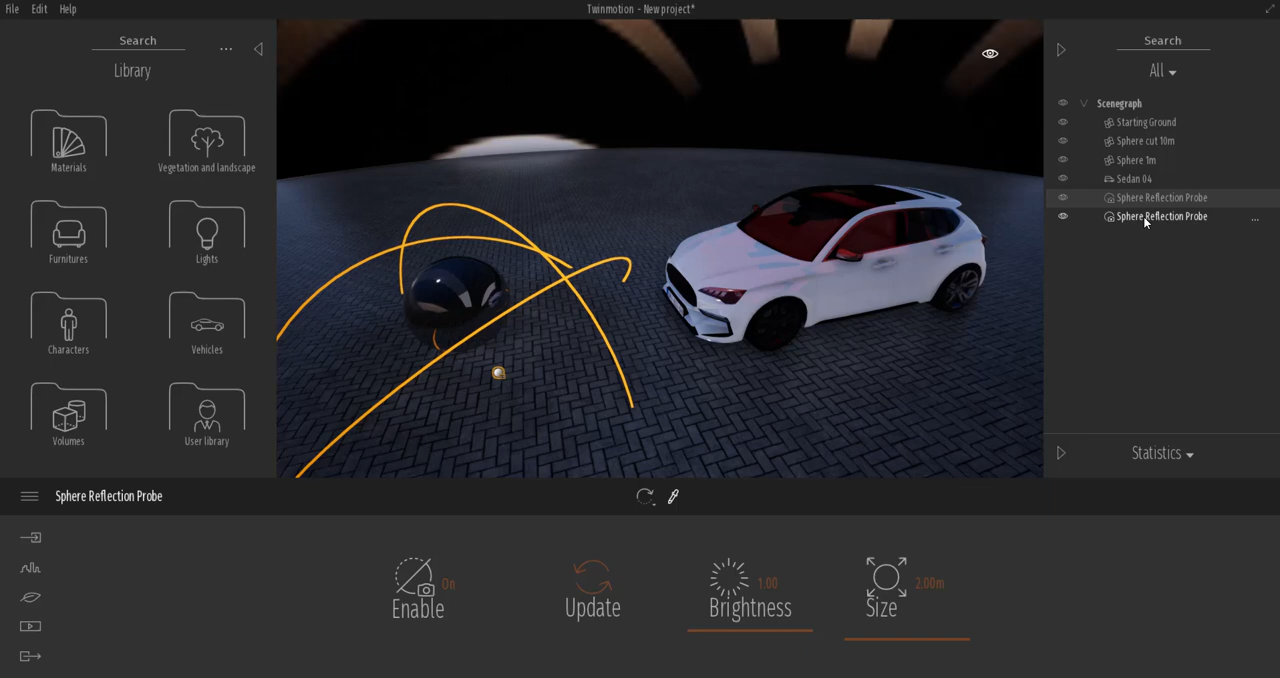 File Edit Help
Twinmotion - New project*
Search
...
Library
Materials
Vegetation and landscape
Furnitures
Lights
Characters
Vehicles
Volumes
User library
Search
All
Scenegraph
Starting Ground
Sphere cut 10m
Sphere 1m
Sedan 04
Sphere Reflection Probe
Sphere Reflection Probe ...
Statistics
Sphere Reflection Probe
Enable On
Update
Brightness 1.00
Size 2.00m